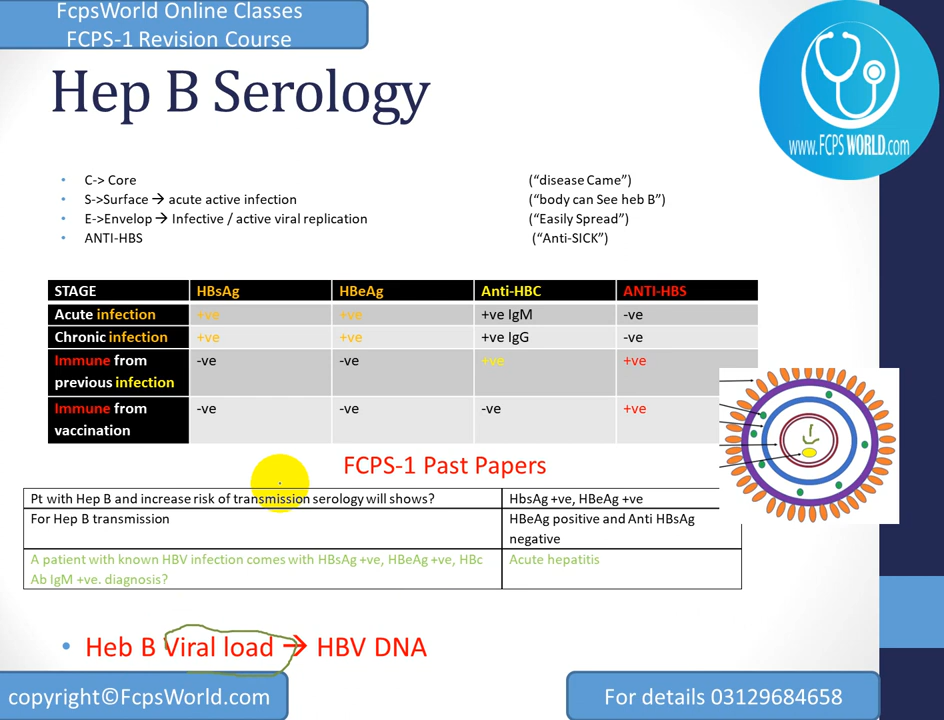 FcpsWorld Online Classes
FCPS-1 Revision Course
Hep B Serology
www.FCPSWORLD.com
• C-> Core ("disease Came")
• S->Surface → acute active infection ("body can See heb B")
• E->Envelop → Infective / active viral replication ("Easily Spread")
• ANTI-HBS ("Anti-SICK")
STAGE HBsAg HBeAg Anti-HBC ANTI-HBS
Acute infection +ve +ve +ve IgM -ve
Chronic infection +ve +ve +ve IgG -ve
Immune from -ve -ve +ve +ve
previous infection
Immune from -ve -ve -ve +ve
vaccination
FCPS-1 Past Papers
Pt with Hep B and increase risk of transmission serology will shows? HbsAg +ve, HBeAg +ve
For Hep B transmission HBeAg positive and Anti HBsAg
negative
A patient with known HBV infection comes with HBsAg +ve, HBeAg +ve, HBc Acute hepatitis
Ab IgM +ve. diagnosis?
• Heb B Viral load → HBV DNA
copyright©FcpsWorld.com
For details 03129684658